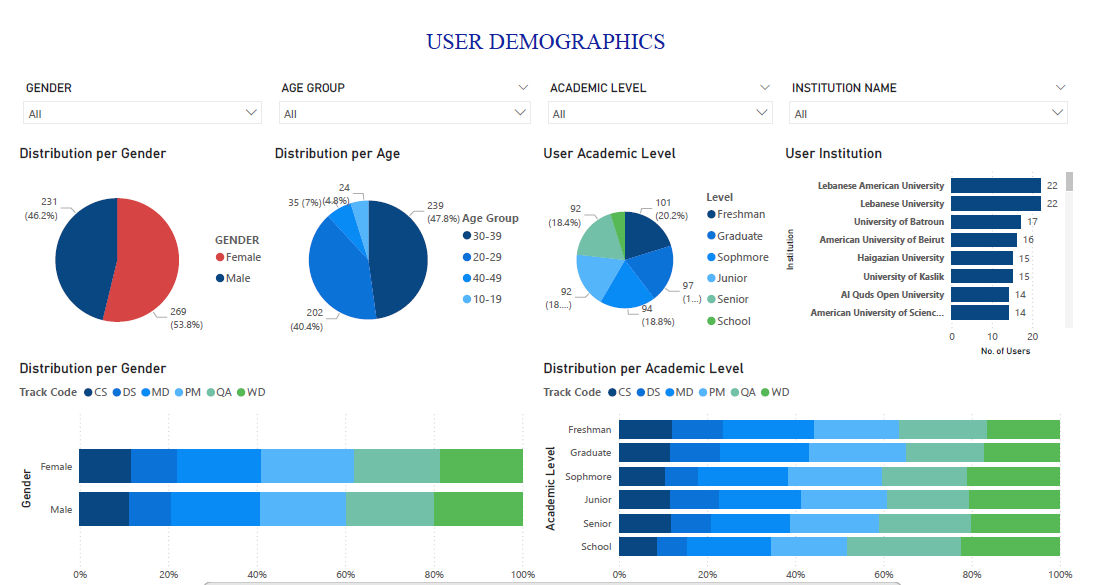 USER DEMOGRAPHICS
GENDER
All
AGE GROUP
All
ACADEMIC LEVEL
All
INSTITUTION NAME
All
Distribution per Gender
231
(46.2%)
269
(53.8%)
GENDER
Female
Male
Distribution per Age
24
(4.8%)
35 (7%)
239
(47.8%)
202
(40.4%)
Age Group
30-39
20-29
40-49
10-19
User Academic Level
101
(20.2%)
97
(1...)
94
(18.8%)
92
(18....)
92
(18.4%)
Level
Freshman
Graduate
Sophmore
Junior
Senior
School
User Institution
Institution
Lebanese American University 22
Lebanese University 22
University of Batroun 17
American University of Beirut 16
Haigazian University 15
University of Kaslik 15
Al Quds Open University 14
American University of Scienc... 14
0 10 20
No. of Users
Distribution per Gender
Track Code CS DS MD PM QA WD
Gender
Female
Male
0% 20% 40% 60% 80% 100%
Distribution per Academic Level
Track Code CS DS MD PM QA WD
Academic Level
Freshman
Graduate
Sophmore
Junior
Senior
School
0% 20% 40% 60% 80% 100%